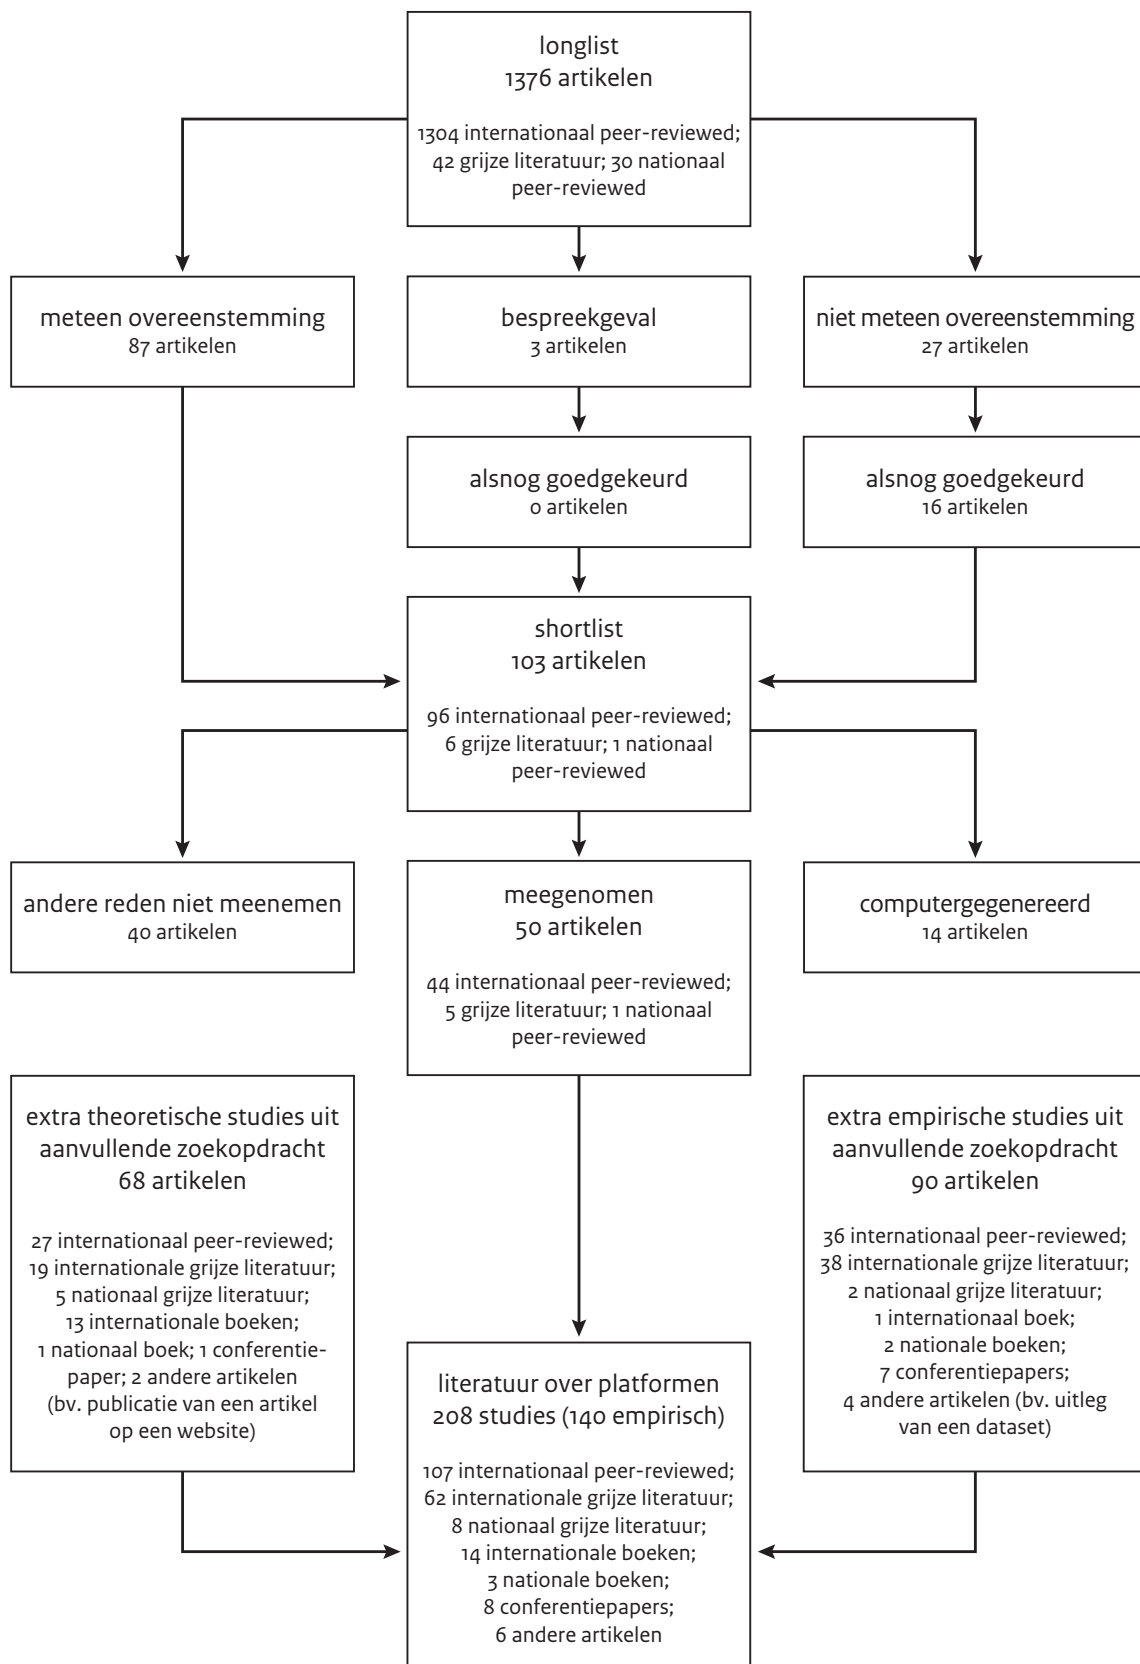 longlist
1376 artikelen
1304 internationaal peer-reviewed;
42 grijze literatuur; 30 nationaal
peer-reviewed
meteen overeenstemming
87 artikelen
bespreekgeval
3 artikelen
niet meteen overeenstemming
27 artikelen
alsnog goedgekeurd
0 artikelen
alsnog goedgekeurd
16 artikelen
shortlist
103 artikelen
96 internationaal peer-reviewed;
6 grijze literatuur; 1 nationaal
peer-reviewed
andere reden niet meenemen
40 artikelen
meegenomen
50 artikelen
44 internationaal peer-reviewed;
5 grijze literatuur; 1 nationaal
peer-reviewed
computergegenereerd
14 artikelen
extra theoretische studies uit
aanvullende zoekopdracht
68 artikelen
27 internationaal peer-reviewed;
19 internationale grijze literatuur;
5 nationaal grijze literatuur;
13 internationale boeken;
1 nationaal boek; 1 conferentie-
paper; 2 andere artikelen
(bv. publicatie van een artikel
op een website)
extra empirische studies uit
aanvullende zoekopdracht
90 artikelen
36 internationaal peer-reviewed;
38 internationale grijze literatuur;
2 nationaal grijze literatuur;
1 internationaal boek;
2 nationale boeken;
7 conferentiepapers;
4 andere artikelen (bv. uitleg
van een dataset)
literatuur over platformen
208 studies (140 empirisch)
107 internationaal peer-reviewed;
62 internationale grijze literatuur;
8 nationaal grijze literatuur;
14 internationale boeken;
3 nationale boeken;
8 conferentiepapers;
6 andere artikelen